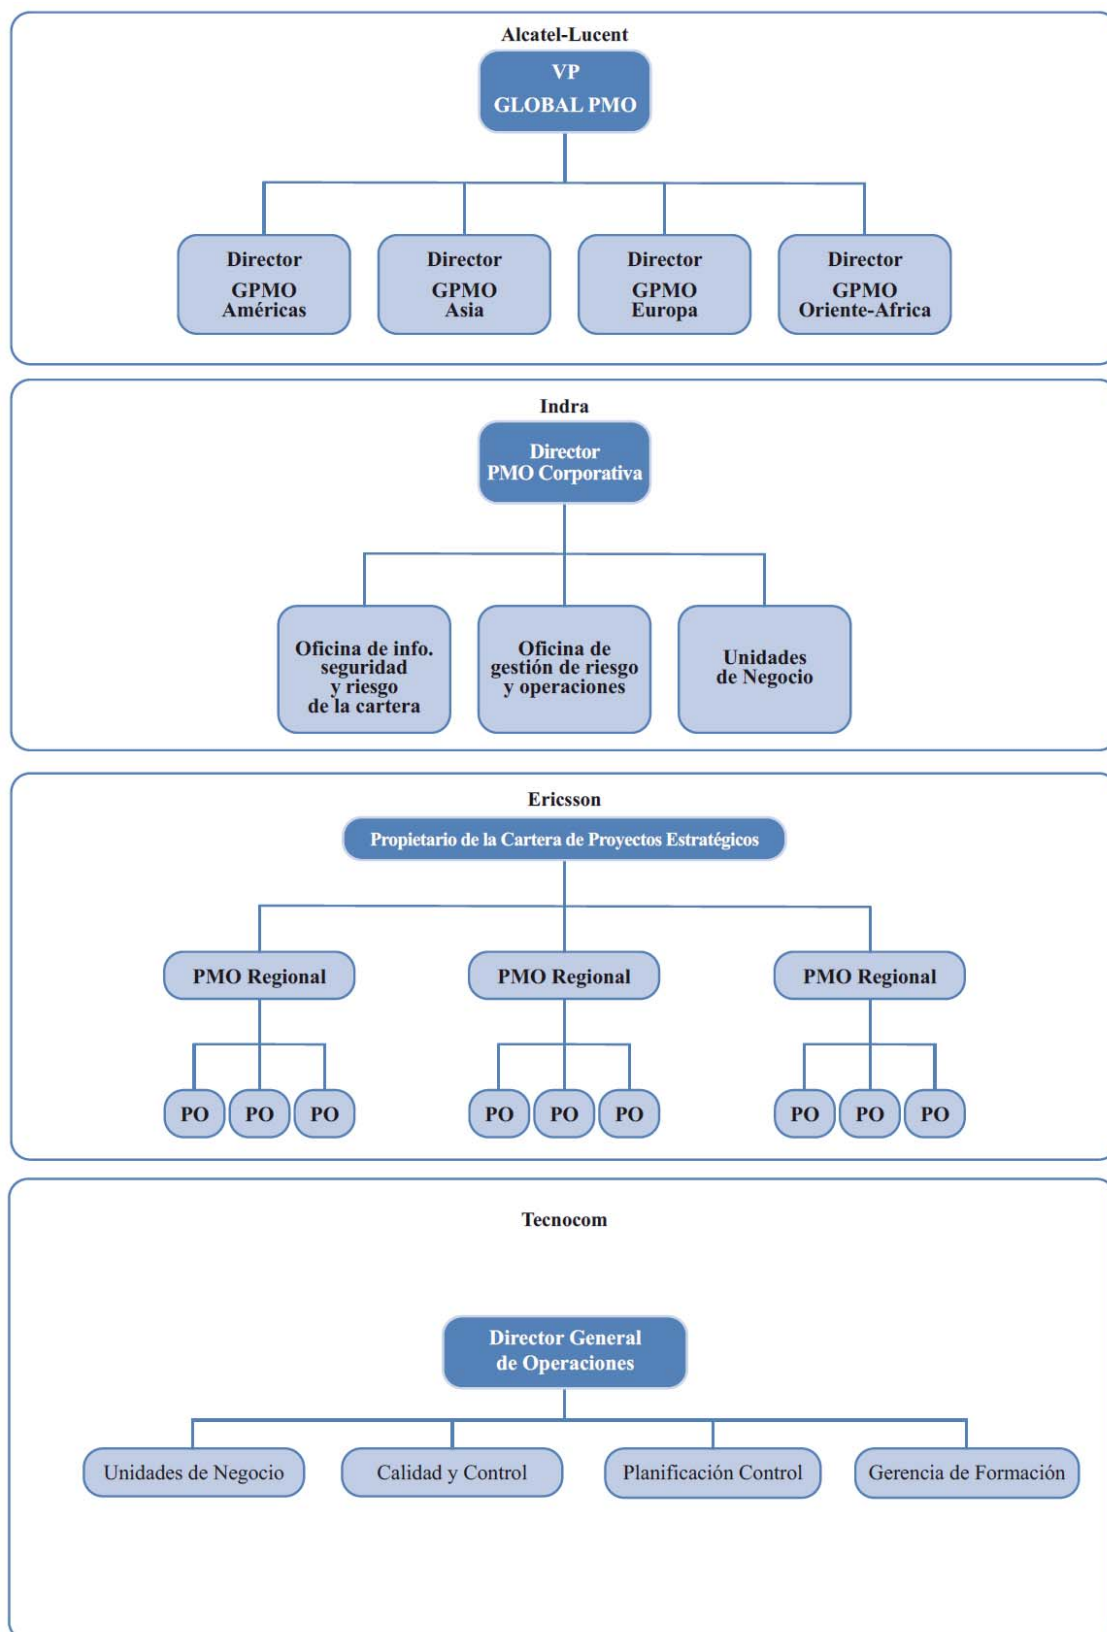 Alcatel-Lucent
VP
GLOBAL PMO
Director
GPMO
Américas
Director
GPMO
Asia
Director
GPMO
Europa
Director
GPMO
Oriente-Africa
Indra
Director
PMO Corporativa
Oficina de info.
seguridad
y riesgo
de la cartera
Oficina de
gestión de riesgo
y operaciones
Unidades
de Negocio
Ericsson
Propietario de la Cartera de Proyectos Estratégicos
PMO Regional
PMO Regional
PMO Regional
PO
PO
PO
PO
PO
PO
PO
PO
PO
Tecnocom
Director General
de Operaciones
Unidades de Negocio
Calidad y Control
Planificación Control
Gerencia de Formación